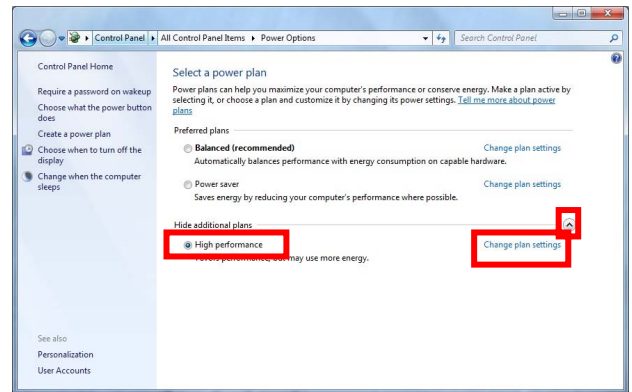 Control Panel All Control Panel Items Power Options Search Control Panel
Control Panel Home
Require a password on wakeup
Choose what the power button
does
Create a power plan
Choose when to turn off the
display
Change when the computer
sleeps
See also
Personalization
User Accounts
Select a power plan
Power plans can help you maximize your computer's performance or conserve energy. Make a plan active by
selecting it, or choose a plan and customize it by changing its power settings. Tell me more about power
plans
Preferred plans
Balanced (recommended) Change plan settings
Automatically balances performance with energy consumption on capable hardware.
Power saver Change plan settings
Saves energy by reducing your computer's performance where possible.
Hide additional plans
High performance Change plan settings
performance, but may use more energy.